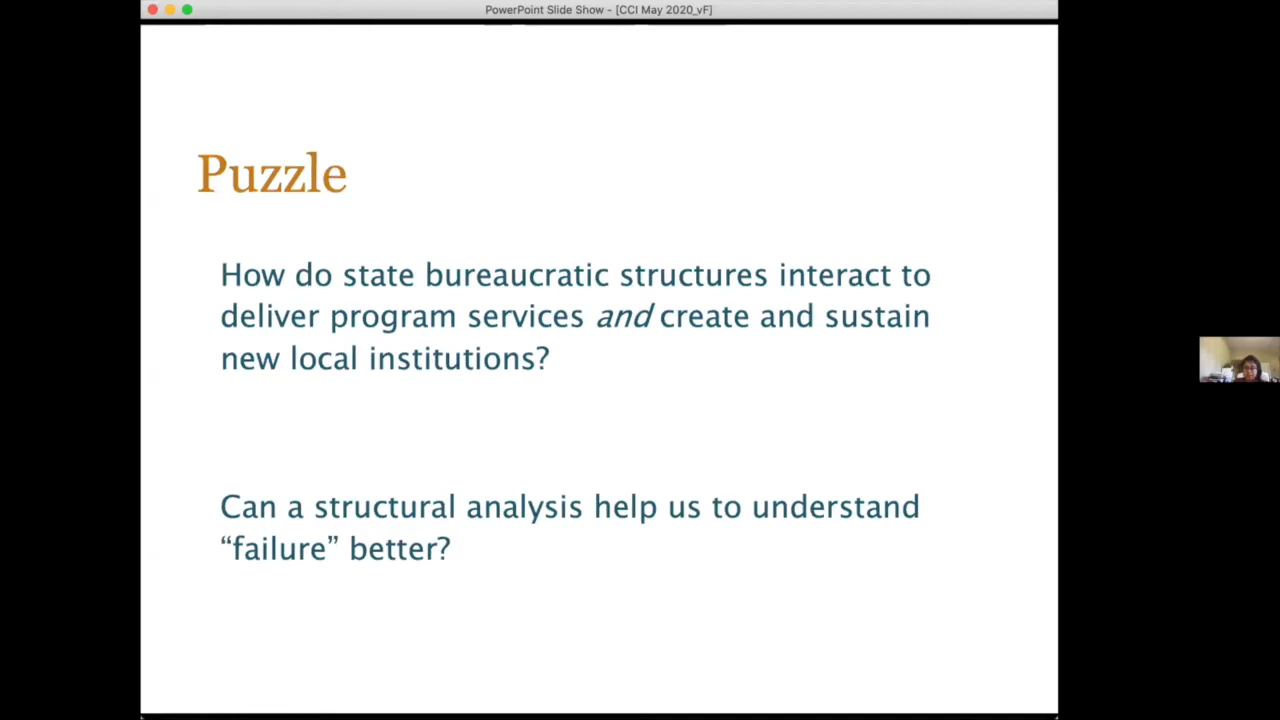 PowerPoint Slide Show - [CCI May 2020_vF]
Puzzle
How do state bureaucratic structures interact to
deliver program services and create and sustain
new local institutions?
Can a structural analysis help us to understand
“failure” better?